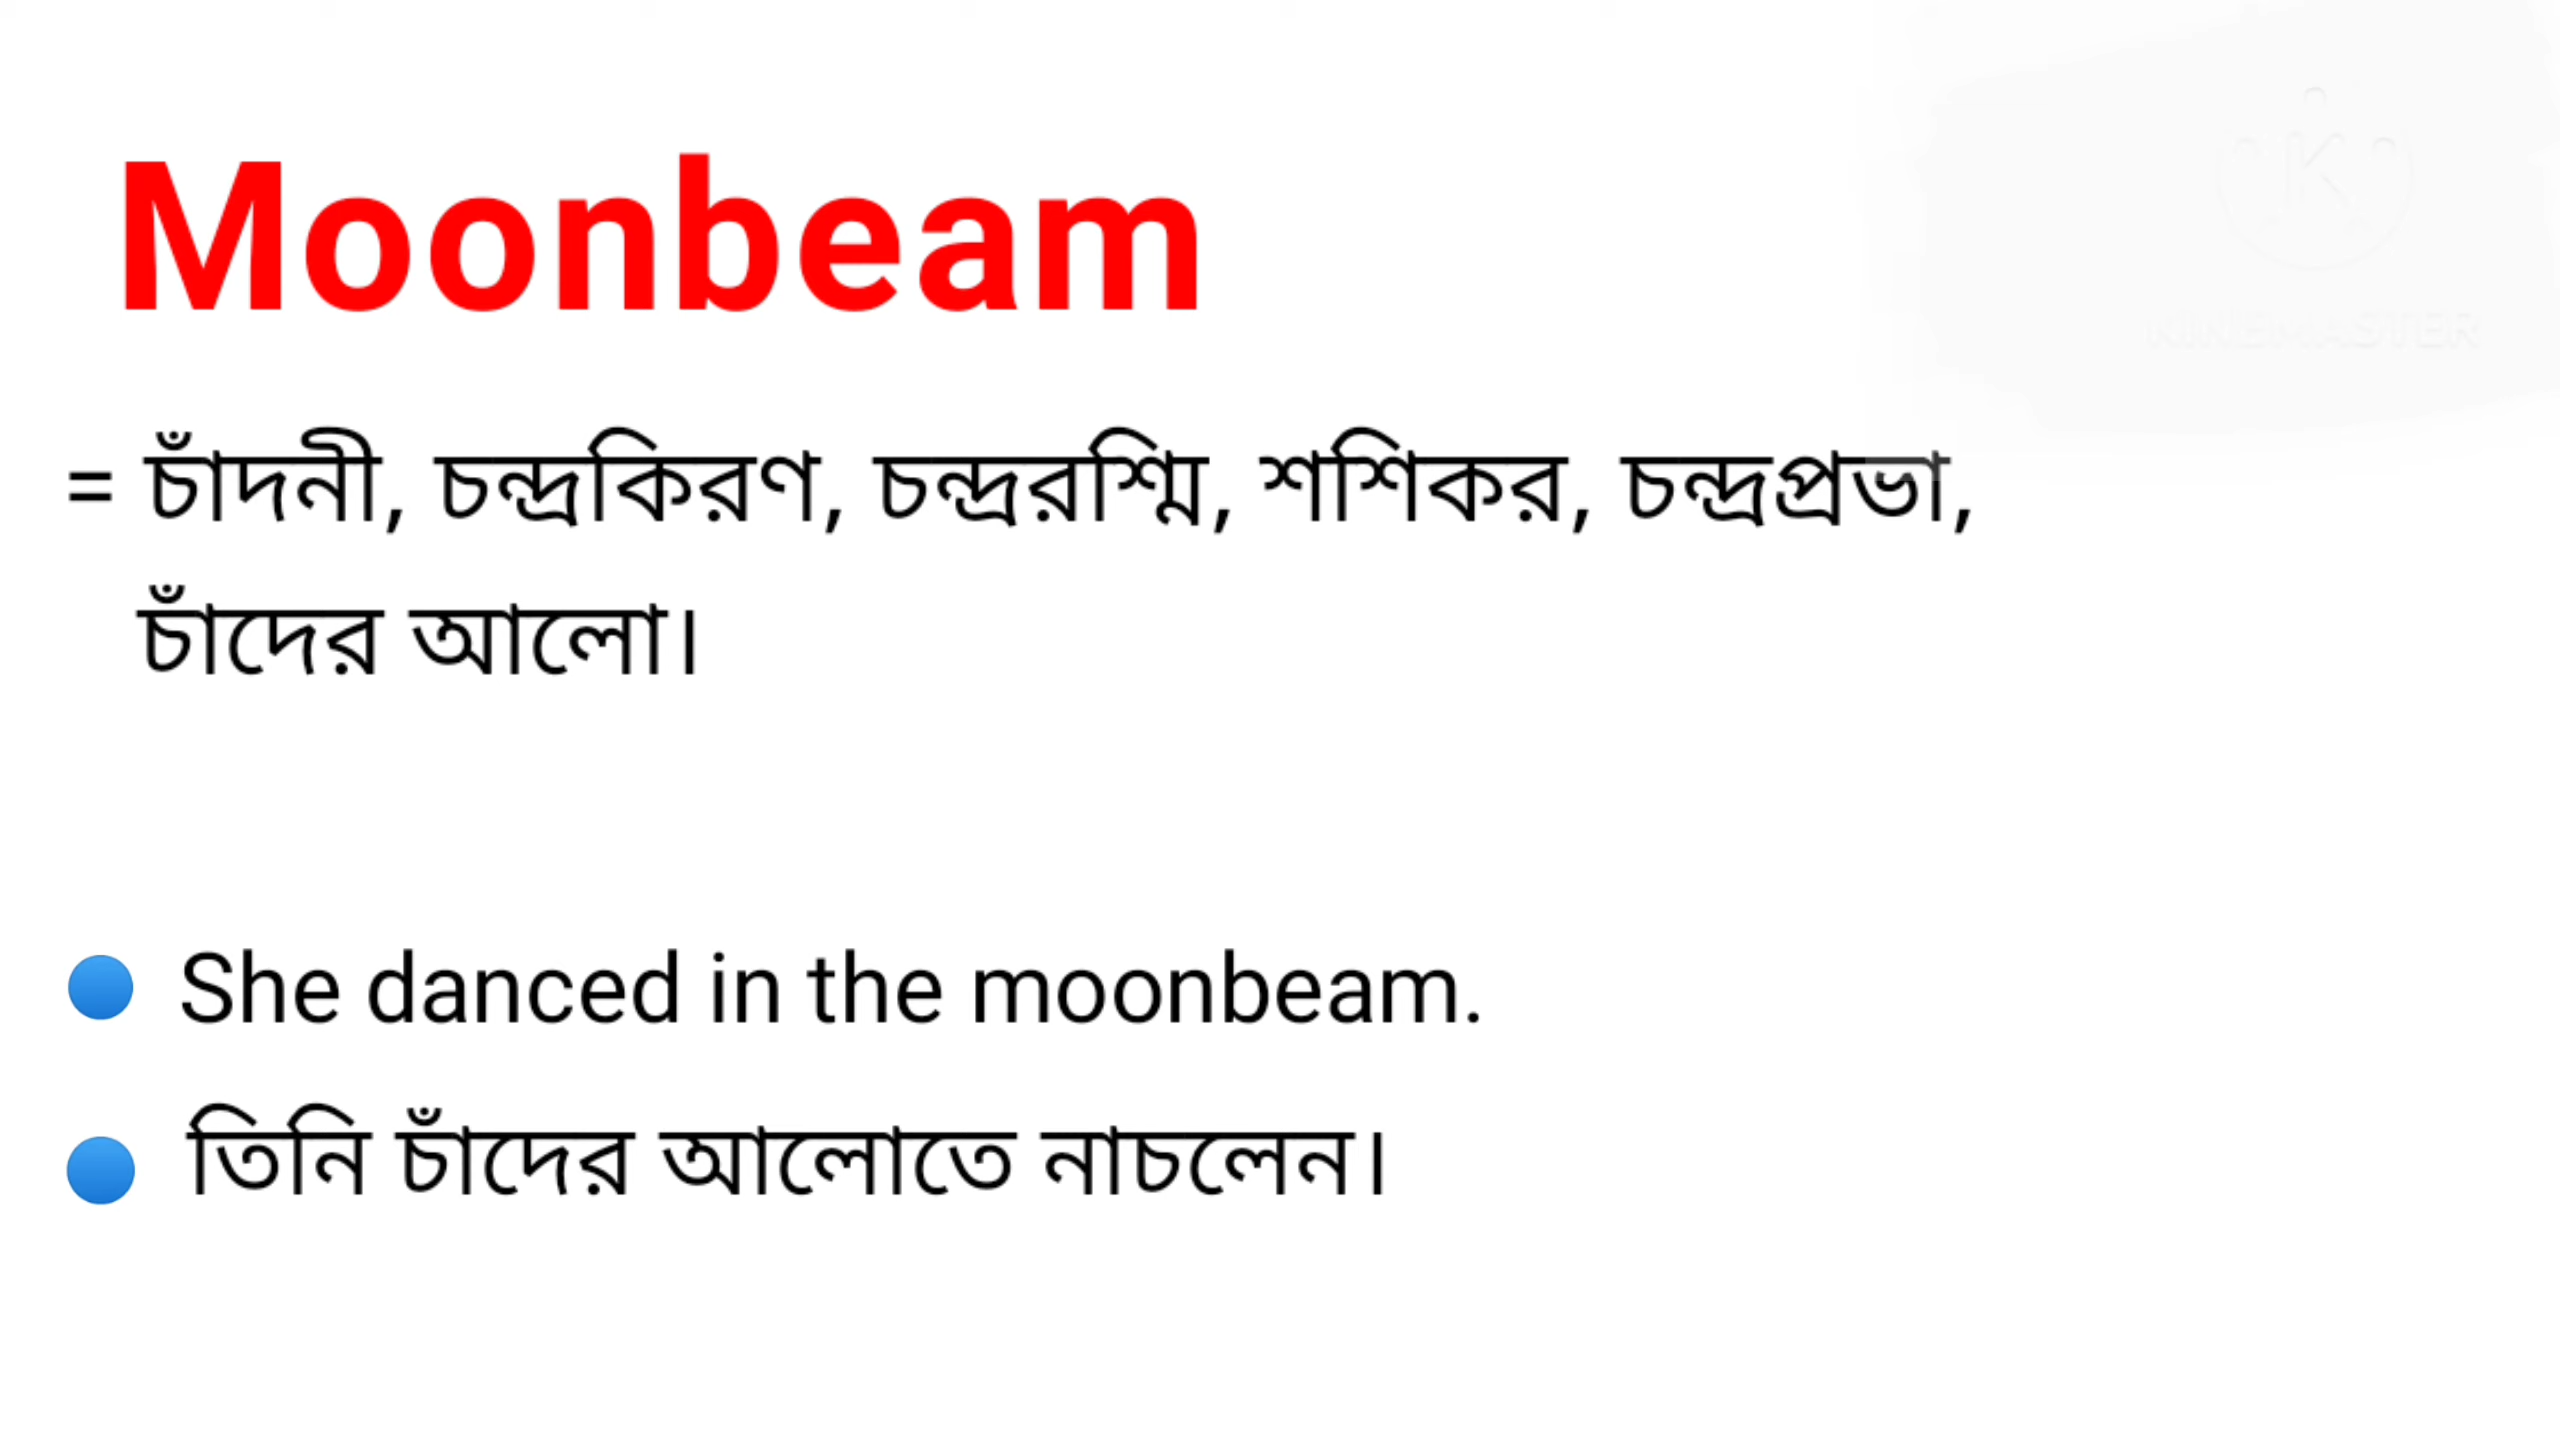 Moonbeam
= চাঁদনী, চন্দ্রকিরণ, চন্দ্ররশ্মি, শশিকর, চন্দ্রপ্রভা,
চাঁদের আলো।
She danced in the moonbeam.
তিনি চাঁদের আলোতে নাচলেন।
KINEMASTER